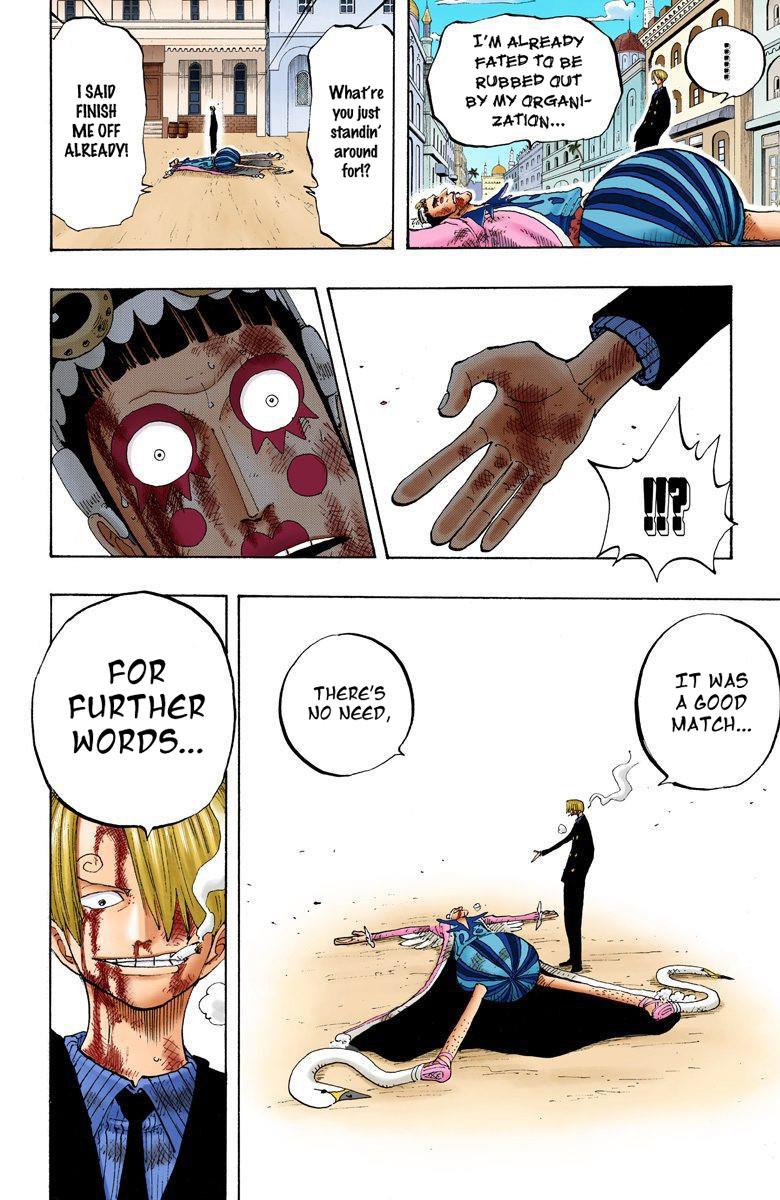 !!
I'M ALREADY
FATED TO BE
RUBBED OUT
BY MY ORGANI-
ZATION...
What're
you just
standin'
around
for!?
I SAID
FINISH
ME OFF
ALREADY!
!!?
IT WAS
A GOOD
MATCH...
THERE'S
NO NEED,
FOR
FURTHER
WORDS...